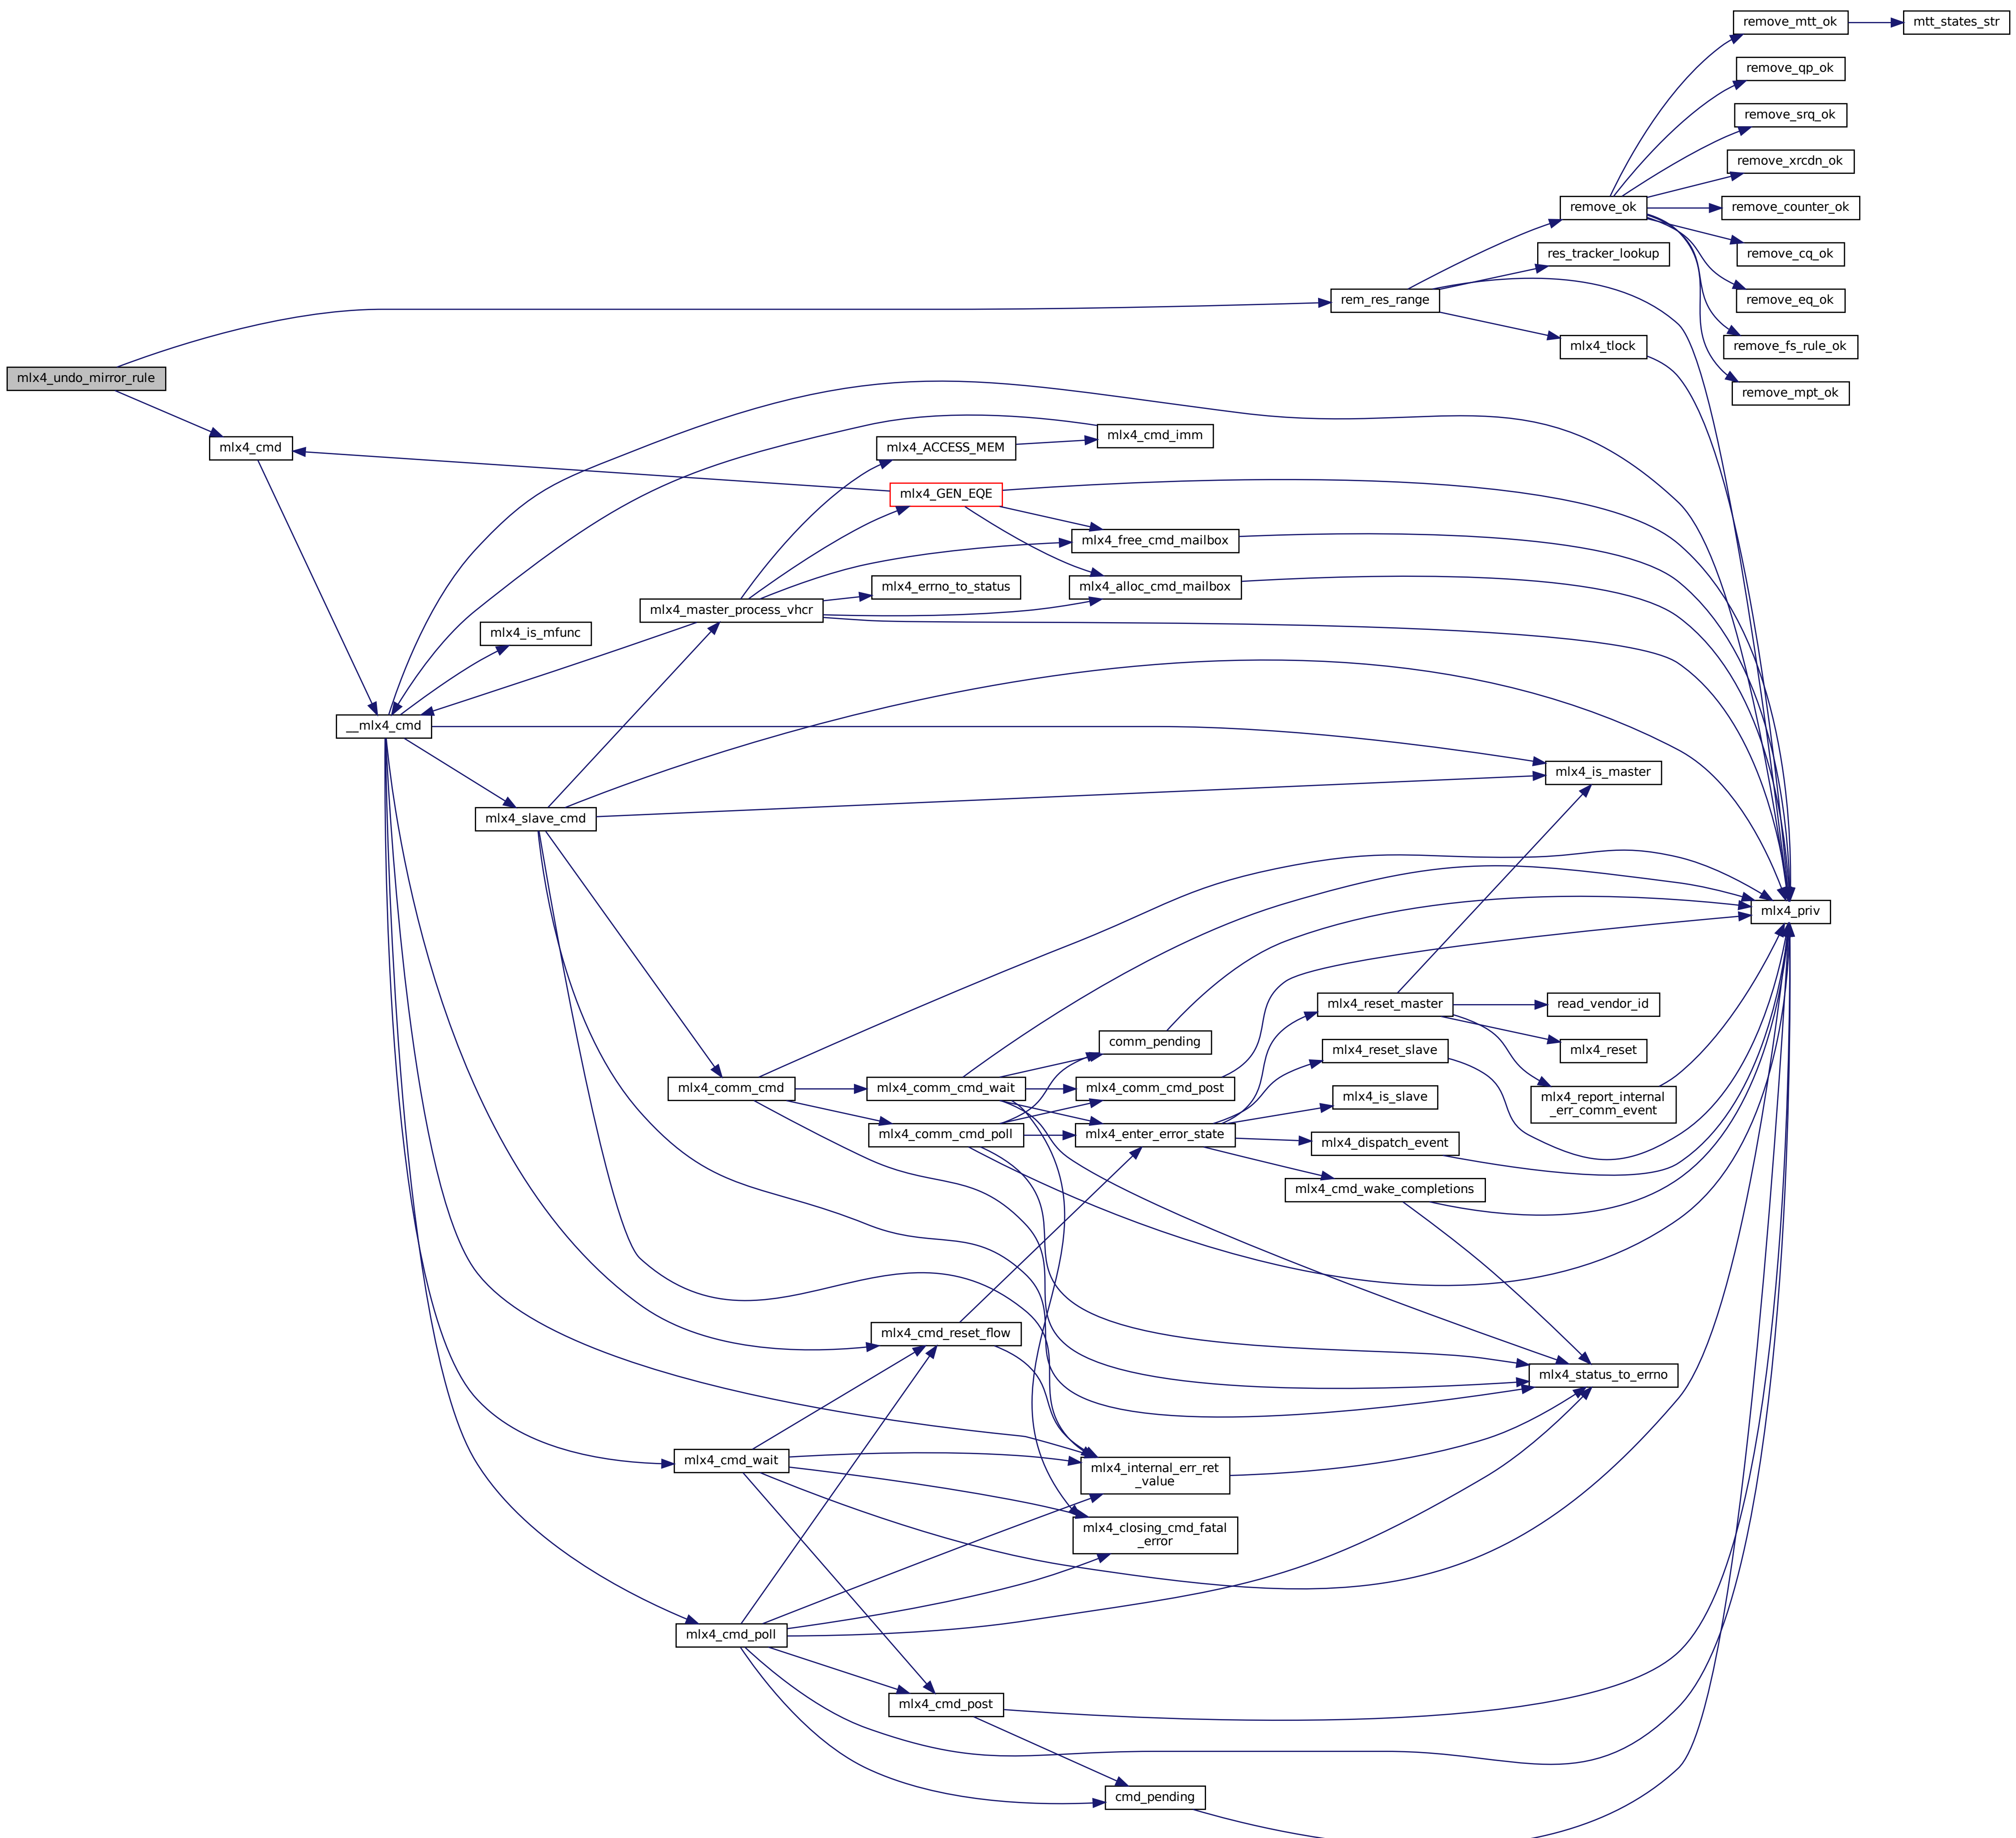 remove_mtt_ok
mtt_states_str
remove_qp_ok
remove_srq_ok
remove_xrcdn_ok
remove_ok
remove_counter_ok
res_tracker_lookup
remove_cq_ok
rem_res_range
remove_eq_ok
mlx4_tlock
remove_fs_rule_ok
mlx4_undo_mirror_rule
remove_mpt_ok
mlx4_cmd
mlx4_ACCESS_MEM
mlx4_cmd_imm
mlx4_GEN_EQE
mlx4_free_cmd_mailbox
mlx4_errno_to_status
mlx4_alloc_cmd_mailbox
mlx4_master_process_vhcr
mlx4_is_mfunc
__mlx4_cmd
mlx4_is_master
mlx4_slave_cmd
mlx4_priv
mlx4_reset_master
read_vendor_id
comm_pending
mlx4_reset_slave
mlx4_reset
mlx4_comm_cmd
mlx4_comm_cmd_wait
mlx4_comm_cmd_post
mlx4_is_slave
mlx4_report_internal
_err_comm_event
mlx4_comm_cmd_poll
mlx4_enter_error_state
mlx4_dispatch_event
mlx4_cmd_wake_completions
mlx4_cmd_reset_flow
mlx4_status_to_errno
mlx4_cmd_wait
mlx4_internal_err_ret
_value
mlx4_closing_cmd_fatal
_error
mlx4_cmd_poll
mlx4_cmd_post
cmd_pending